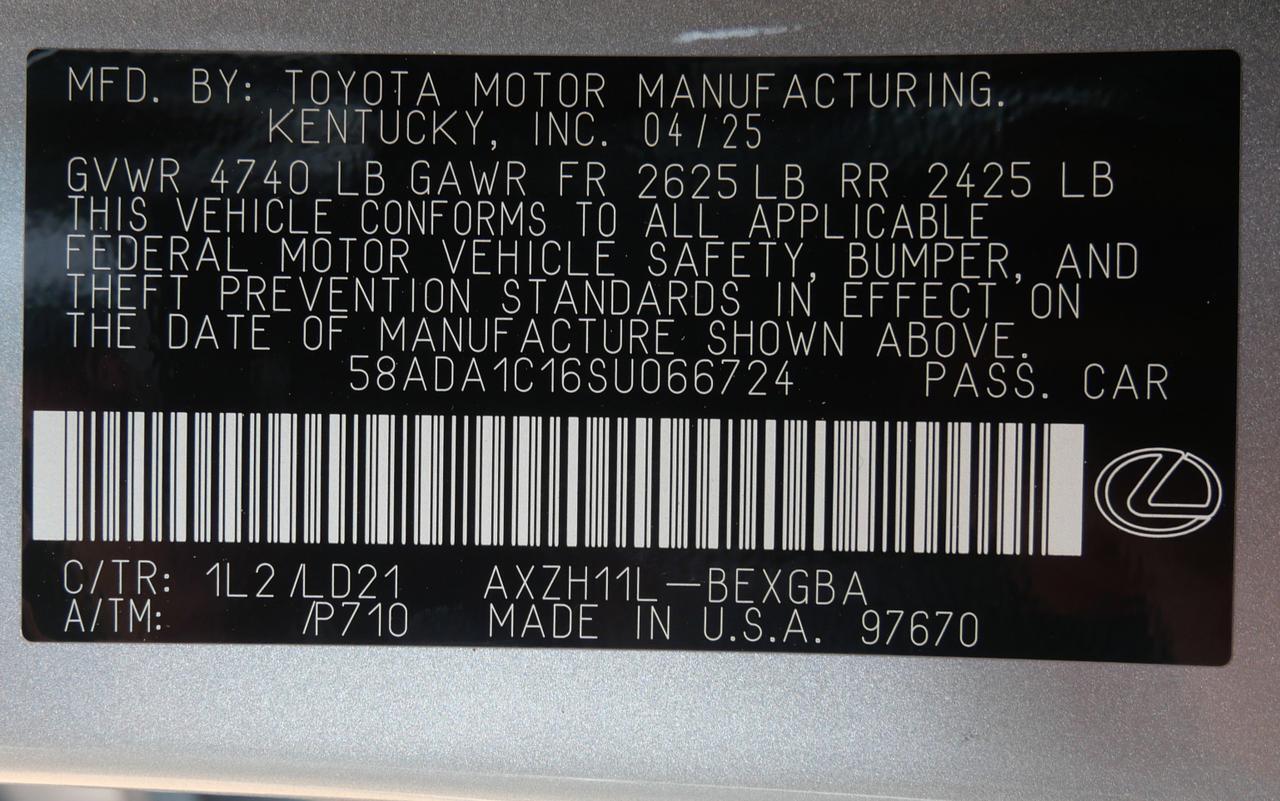 MFD. BY: TOYOTA MOTOR MANUFACTURING.
KENTUCKY, INC. 04/25
GVWR 4740 LB GAWR FR 2625 LB RR 2425 LB
THIS VEHICLE CONFORMS TO ALL APPLICABLE
FEDERAL MOTOR VEHICLE SAFETY, BUMPER, AND
THEFT PREVENTION STANDARDS IN EFFECT ON
THE DATE OF MANUFACTURE SHOWN ABOVE.
58ADA1C16SU066724 PASS. CAR
C/TR: 1L2/LD21 AXZH11L-BEXGBA
A/TM: /P710 MADE IN U.S.A. 97670